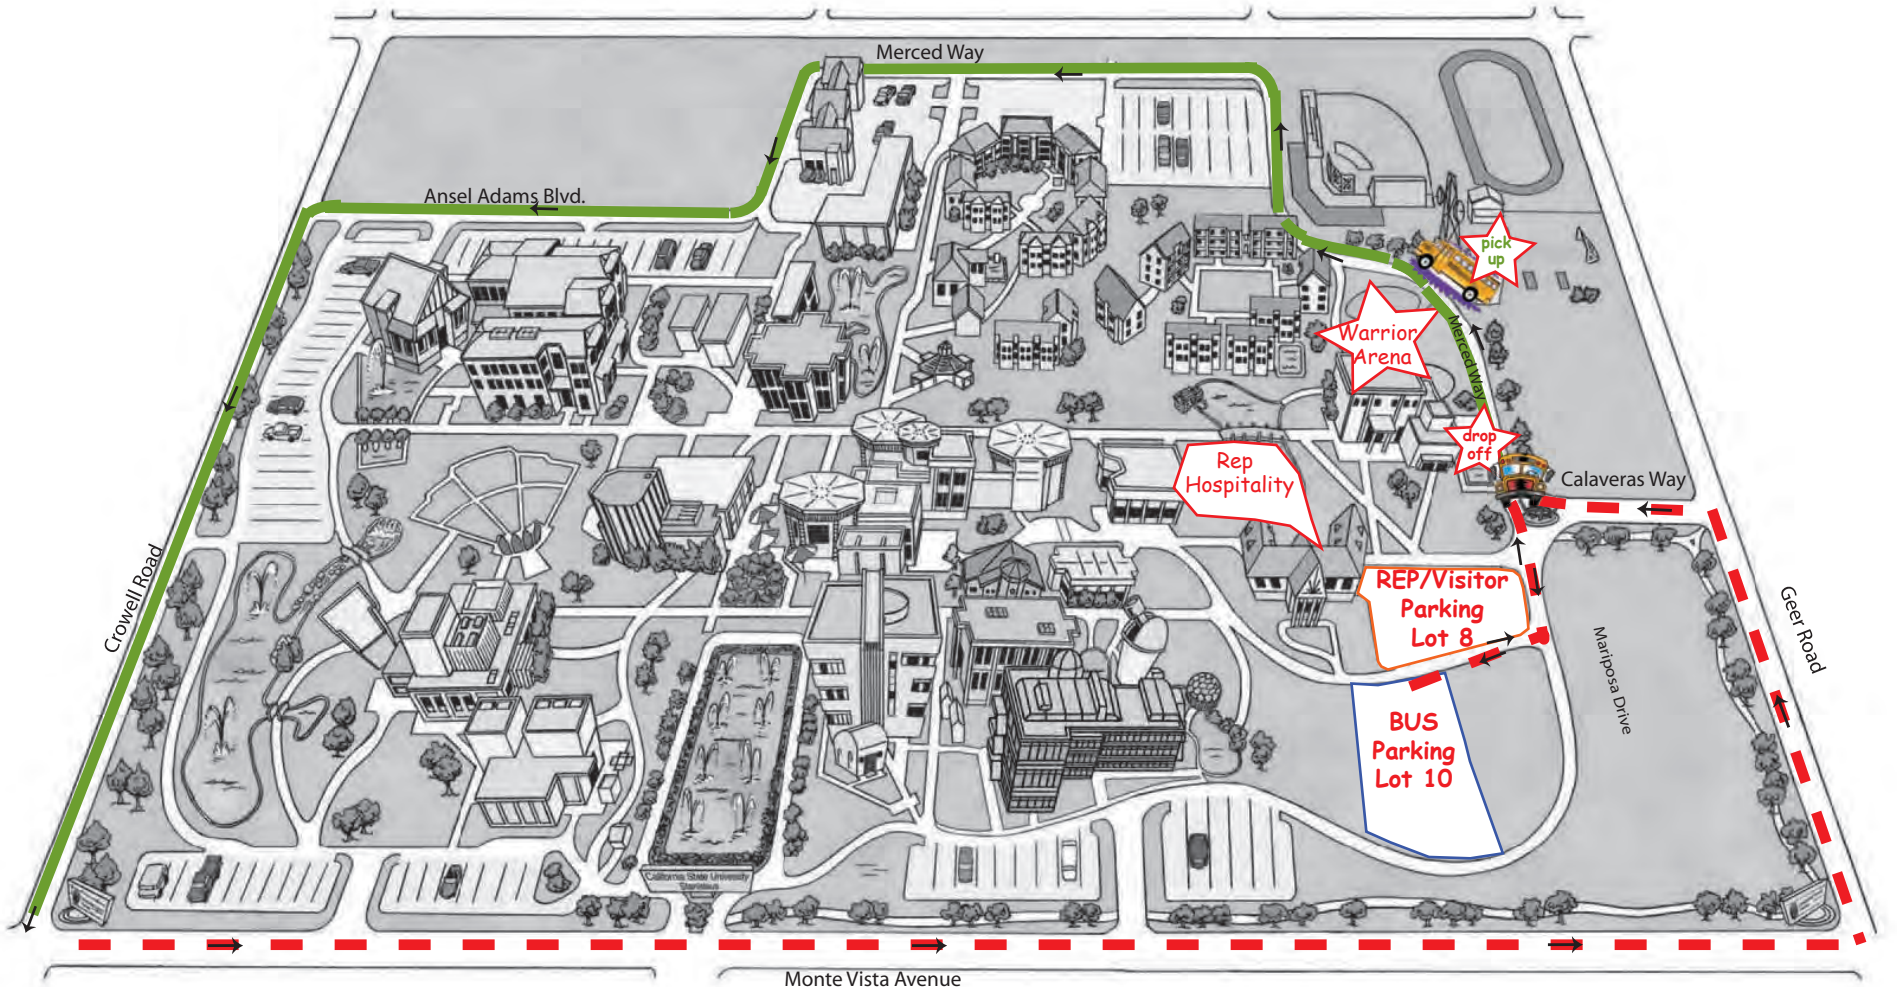 Merced Way
Ansel Adams Blvd.
pick
up
Warrior
Arena
Merced Way
drop
off
Rep
Hospitality
Calaveras Way
Crowell Road
REP/Visitor
Parking
Lot 8
Geer Road
Mariposa Drive
BUS
Parking
Lot 10
California State University
Stanislaus
Monte Vista Avenue